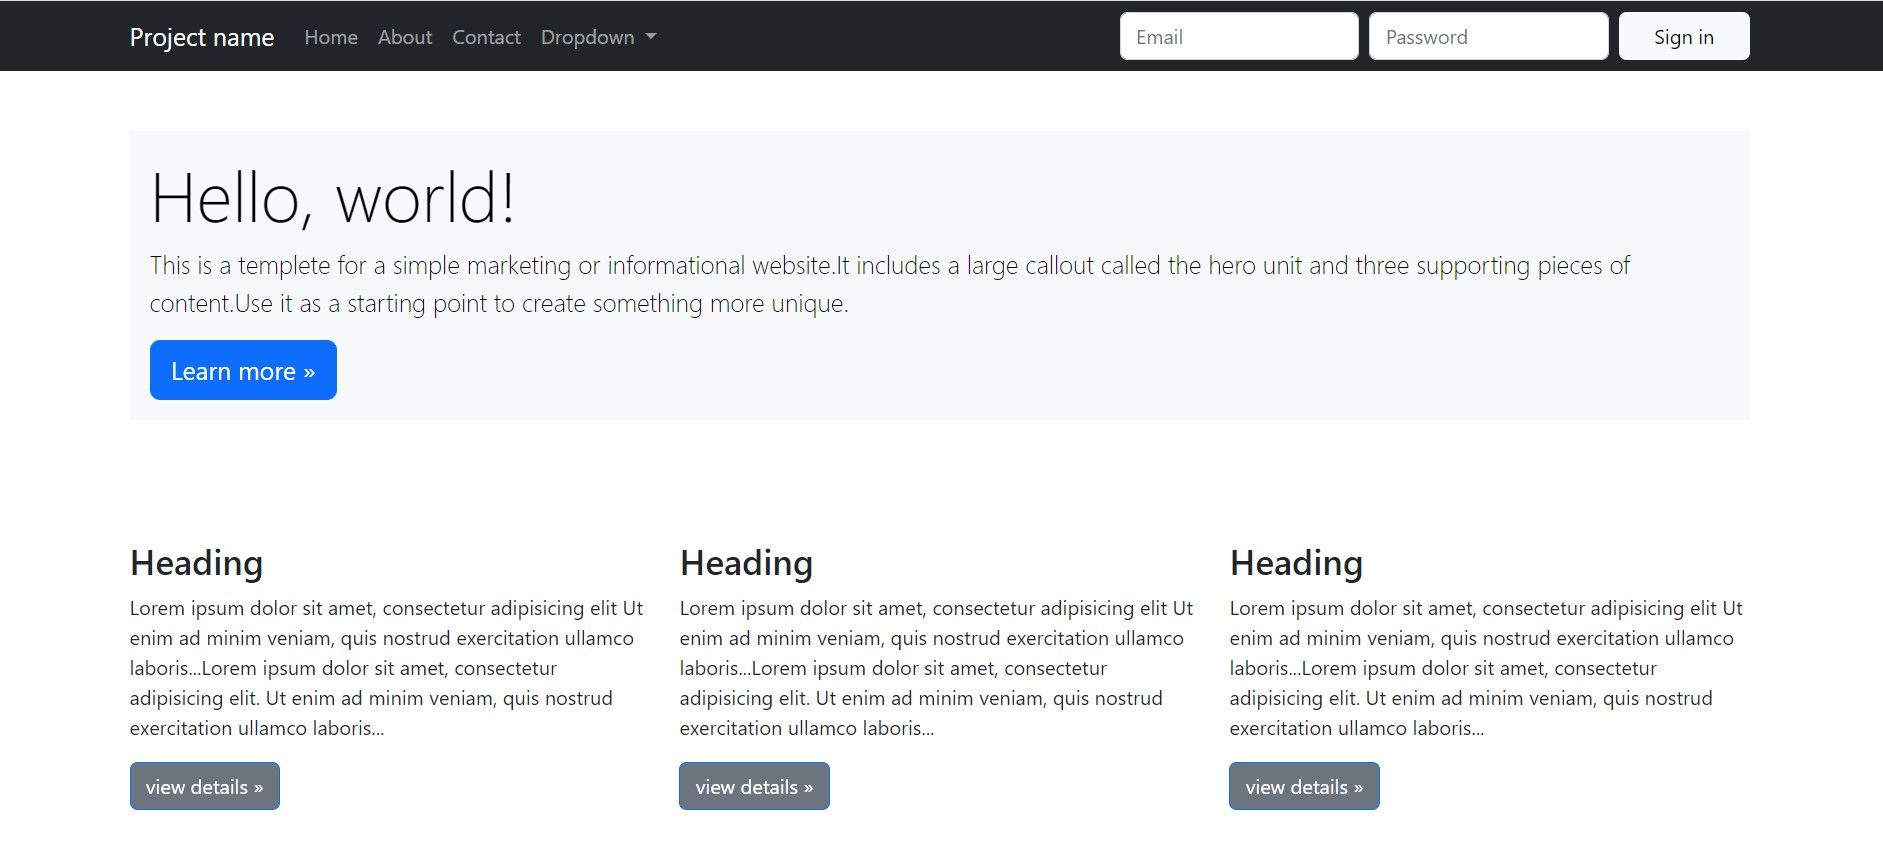 Project name Home About Contact Dropdown Email Password Sign in
Hello, world!
This is a templete for a simple marketing or informational website.It includes a large callout called the hero unit and three supporting pieces of
content.Use it as a starting point to create something more unique.
Learn more »
Heading
Lorem ipsum dolor sit amet, consectetur adipisicing elit Ut
enim ad minim veniam, quis nostrud exercitation ullamco
laboris...Lorem ipsum dolor sit amet, consectetur
adipisicing elit. Ut enim ad minim veniam, quis nostrud
exercitation ullamco laboris...
view details »
Heading
Lorem ipsum dolor sit amet, consectetur adipisicing elit Ut
enim ad minim veniam, quis nostrud exercitation ullamco
laboris...Lorem ipsum dolor sit amet, consectetur
adipisicing elit. Ut enim ad minim veniam, quis nostrud
exercitation ullamco laboris...
view details »
Heading
Lorem ipsum dolor sit amet, consectetur adipisicing elit Ut
enim ad minim veniam, quis nostrud exercitation ullamco
laboris...Lorem ipsum dolor sit amet, consectetur
adipisicing elit. Ut enim ad minim veniam, quis nostrud
exercitation ullamco laboris...
view details »